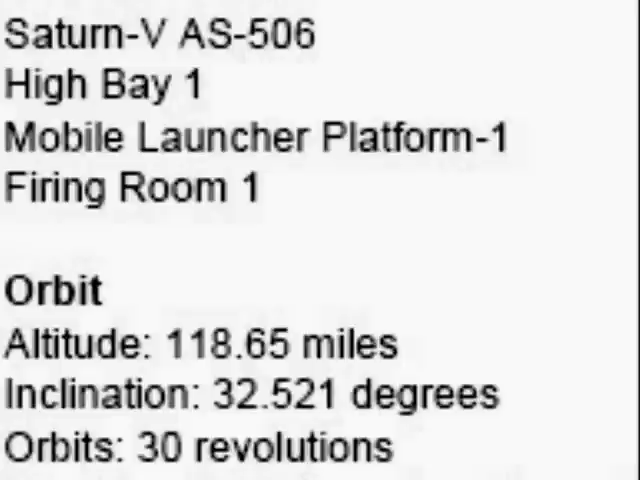 Saturn-V AS-506
High Bay 1
Mobile Launcher Platform-1
Firing Room 1
Orbit
Altitude: 118.65 miles
Inclination: 32.521 degrees
Orbits: 30 revolutions